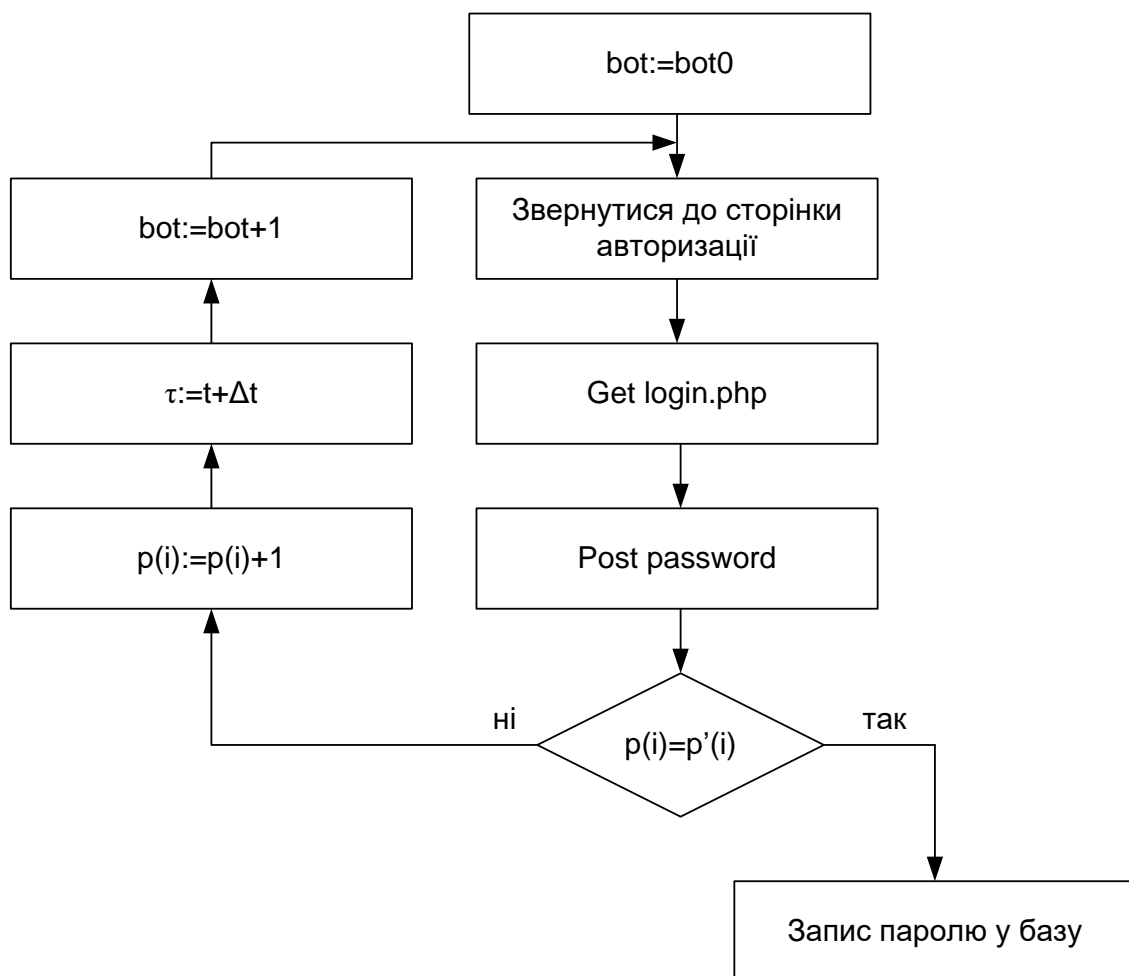 bot:=bot0
Звернутися до сторінки
авторизації
bot:=bot+1
Get login.php
τ:=t+Δt
Post password
p(i):=p(i)+1
p(i)=p’(i)
ні
так
Запис паролю у базу